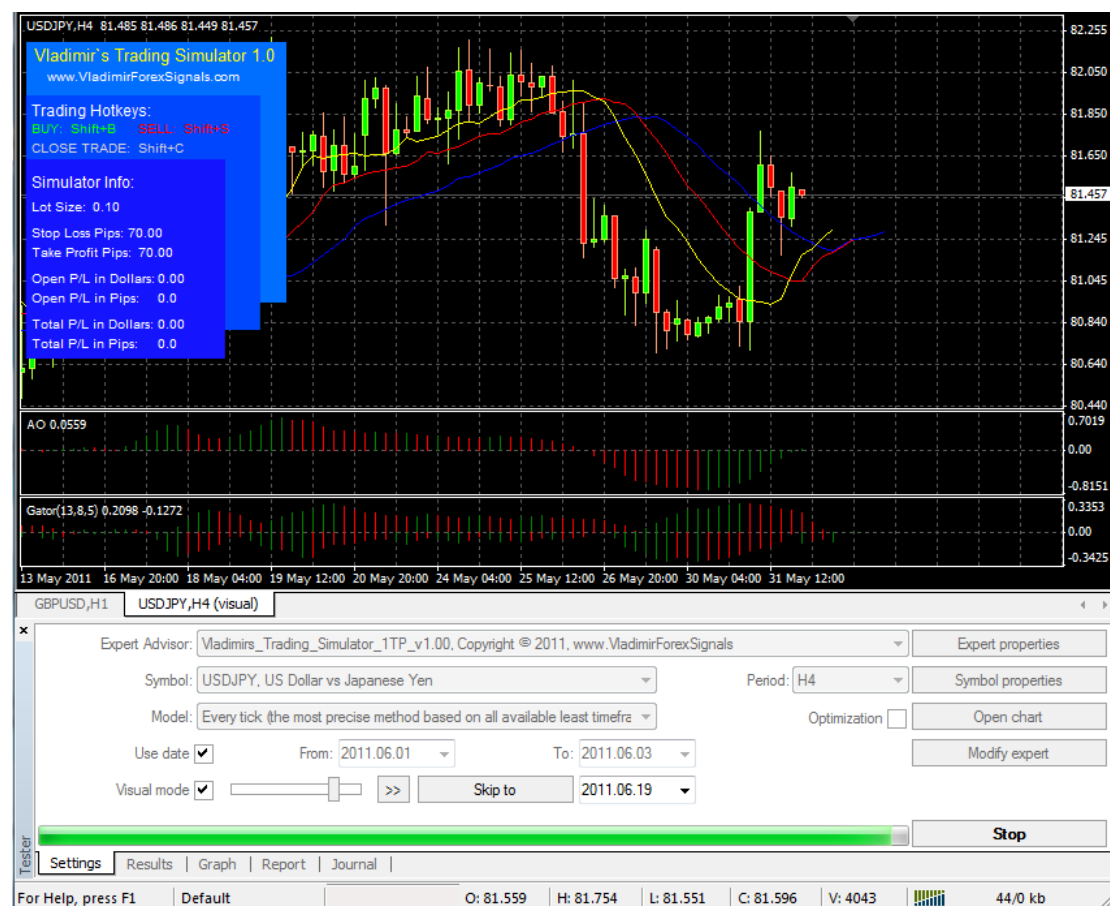 USDJPY,H4 81.485 81.486 81.449 81.457
Vladimir`s Trading Simulator 1.0
www.VladimirForexSignals.com
Trading Hotkeys:
BUY: Shift+B SELL: Shift+S
CLOSE TRADE: Shift+C
Simulator Info:
Lot Size: 0.10
Stop Loss Pips: 70.00
Take Profit Pips: 70.00
Open P/L in Dollars: 0.00
Open P/L in Pips: 0.0
Total P/L in Dollars: 0.00
Total P/L in Pips: 0.0
82.255
82.050
81.850
81.650
81.457
81.245
81.045
80.840
80.640
80.440
AO 0.0559
0.7019
0.00
-0.8151
Gator(13,8,5) 0.2098 -0.1272
0.3353
0.00
-0.3425
13 May 2011 16 May 20:00 18 May 04:00 19 May 12:00 20 May 20:00 24 May 04:00 25 May 12:00 26 May 20:00 30 May 04:00 31 May 12:00
GBPUSD,H1 USDJPY,H4 (visual)
Expert Advisor: Vladimirs_Trading_Simulator_1TP_v1.00, Copyright © 2011, www.VladimirForexSignals Expert properties
Symbol: USDJPY, US Dollar vs Japanese Yen Period: H4 Symbol properties
Model: Every tick (the most precise method based on all available least timefra Optimization Open chart
Use date From: 2011.06.01 To: 2011.06.03 Modify expert
Visual mode >> Skip to 2011.06.19
Stop
Tester
Settings Results Graph Report Journal
For Help, press F1 Default O: 81.559 H: 81.754 L: 81.551 C: 81.596 V: 4043 44/0 kb